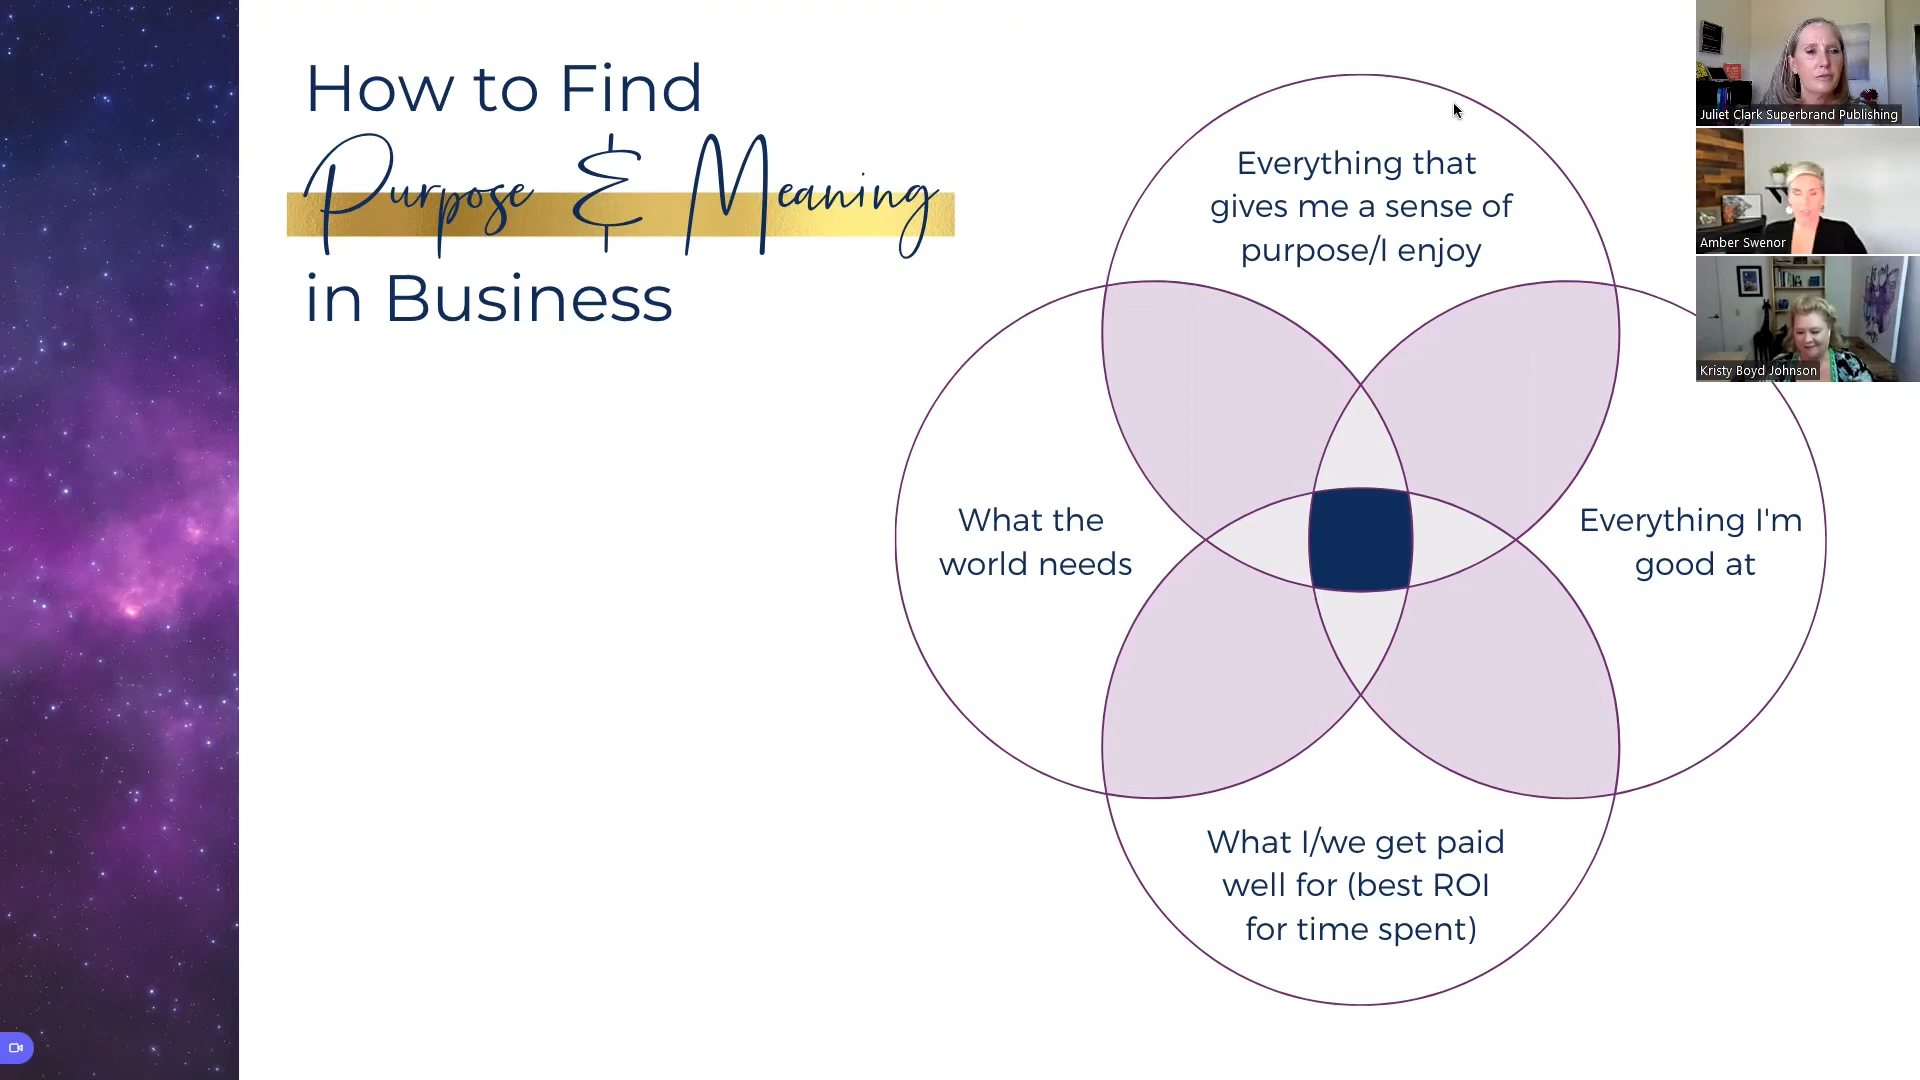 How to Find
Purpose & Meaning
in Business
Everything that
gives me a sense of
purpose/I enjoy
What the
world needs
Everything I'm
good at
What I/we get paid
well for (best ROI
for time spent)
Juliet Clark Superbrand Publishing
Amber Swenor
Kristy Boyd Johnson